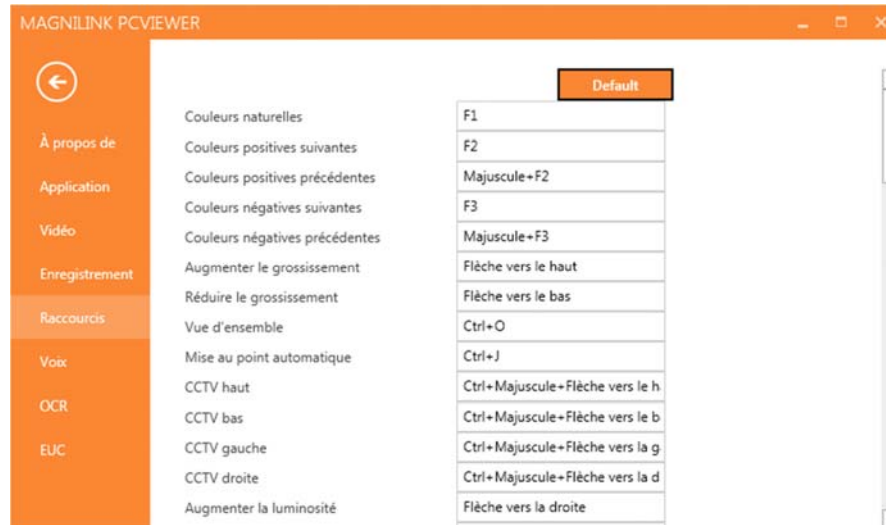 MAGNILINK PCVIEWER
Default
À propos de
Application
Vidéo
Enregistrement
Raccourcis
Voix
OCR
EUC
Couleurs naturelles F1
Couleurs positives suivantes F2
Couleurs positives précédentes Majuscule+F2
Couleurs négatives suivantes F3
Couleurs négatives précédentes Majuscule+F3
Augmenter le grossissement Flèche vers le haut
Réduire le grossissement Flèche vers le bas
Vue d'ensemble Ctrl+O
Mise au point automatique Ctrl+J
CCTV haut Ctrl+Majuscule+Flèche vers le h
CCTV bas Ctrl+Majuscule+Flèche vers le b
CCTV gauche Ctrl+Majuscule+Flèche vers la g
CCTV droite Ctrl+Majuscule+Flèche vers la d
Augmenter la luminosité Flèche vers la droite